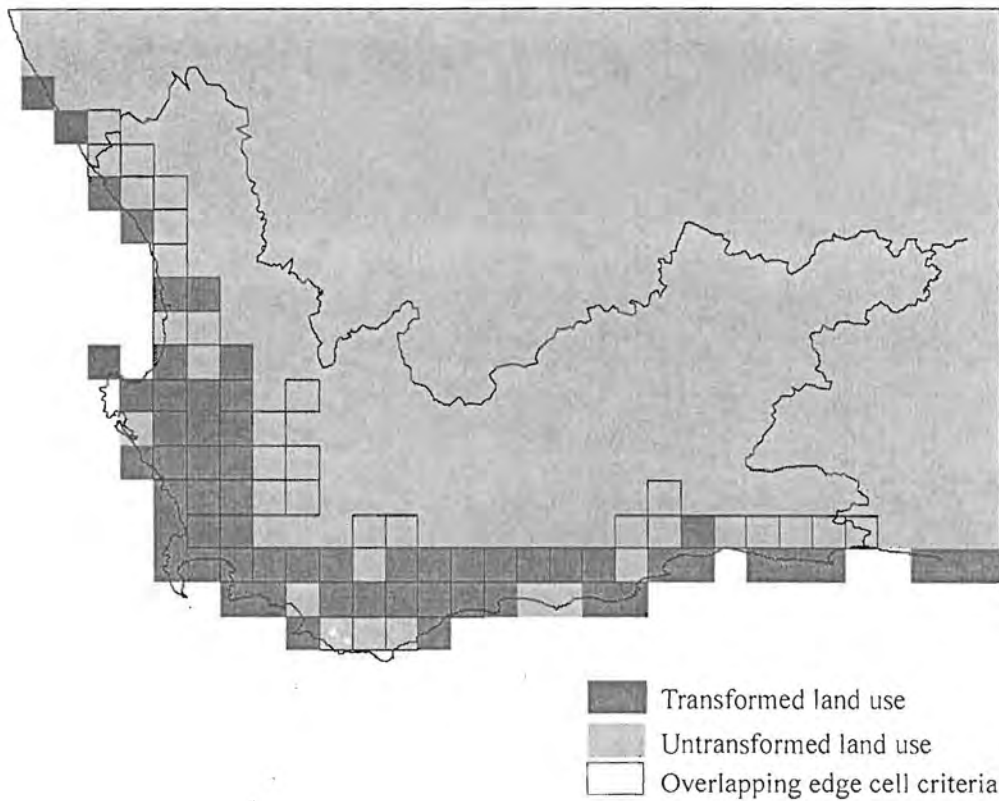 Transformed land use
Untransformed land use
Overlapping edge cell criteria